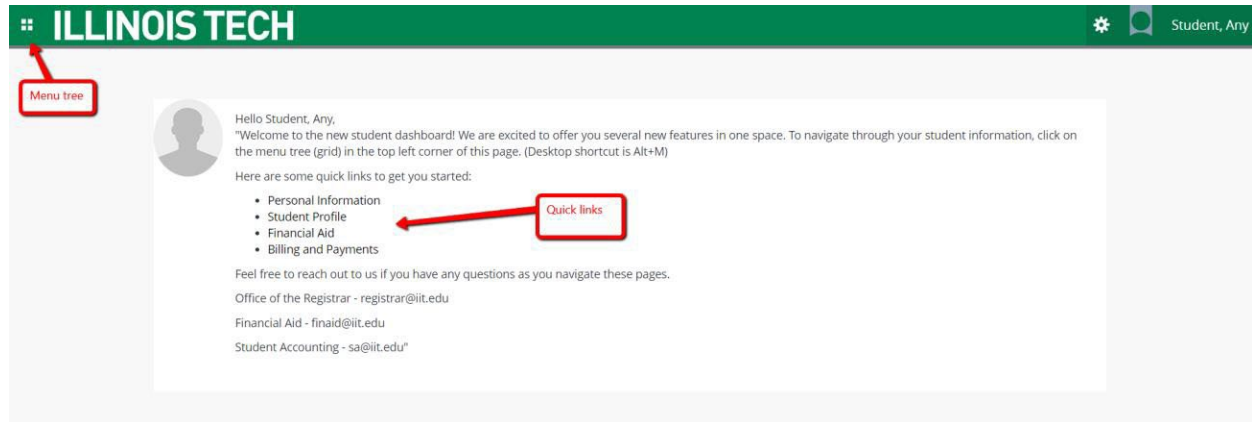 ILLINOIS TECH
Student, Any
Menu tree
Hello Student, Any,
"Welcome to the new student dashboard! We are excited to offer you several new features in one space. To navigate through your student information, click on
the menu tree (grid) in the top left corner of this page. (Desktop shortcut is Alt+M)
Here are some quick links to get you started:
• Personal Information
• Student Profile
• Financial Aid
• Billing and Payments
Quick links
Feel free to reach out to us if you have any questions as you navigate these pages.
Office of the Registrar - registrar@iit.edu
Financial Aid - finaid@iit.edu
Student Accounting - sa@iit.edu"